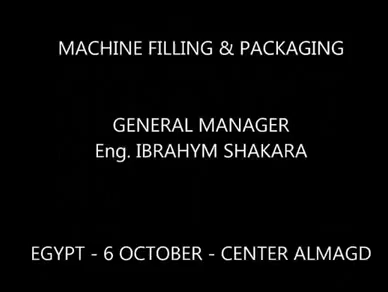 MACHINE FILLING & PACKAGING
GENERAL MANAGER
Eng. IBRAHYM SHAKARA
EGYPT - 6 OCTOBER - CENTER ALMAGD